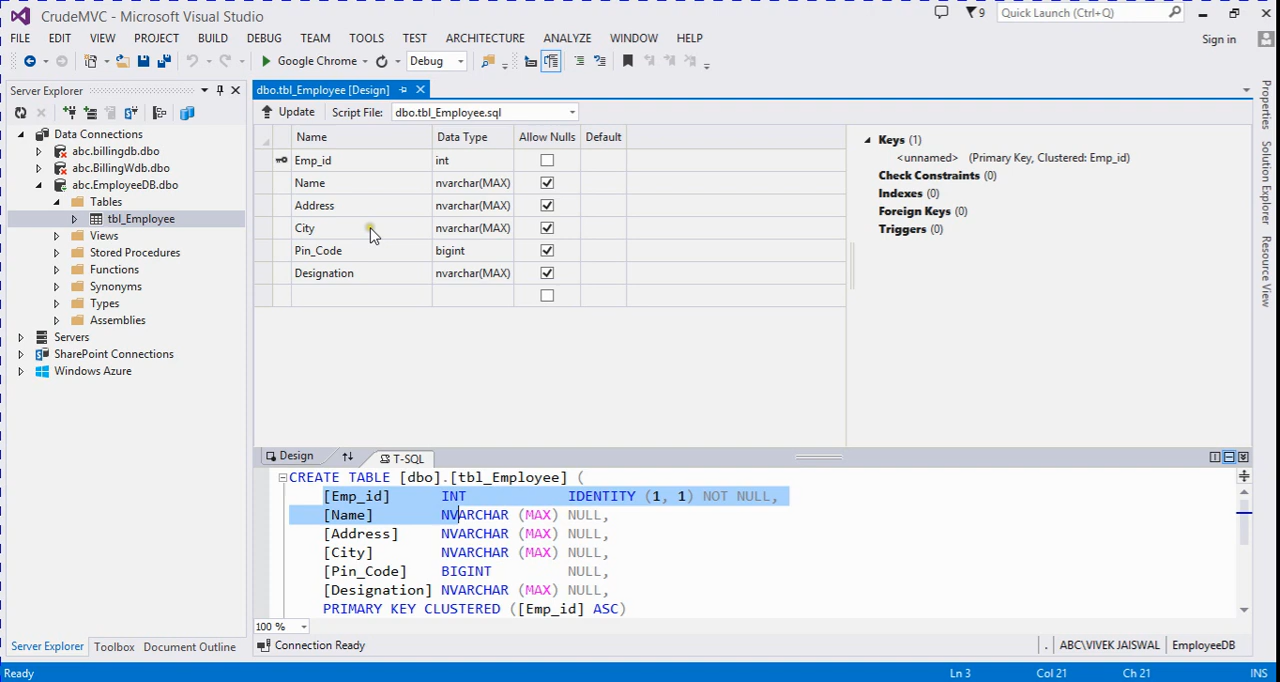 CrudeMVC - Microsoft Visual Studio
9
Quick Launch (Ctrl+Q)
FILE EDIT VIEW PROJECT BUILD DEBUG TEAM TOOLS TEST ARCHITECTURE ANALYZE WINDOW HELP
Sign in
Google Chrome
Debug
Server Explorer
dbo.tbl_Employee [Design]
Update
Script File:
dbo.tbl_Employee.sql
Data Connections
abc.billingdb.dbo
abc.BillingWdb.dbo
abc.EmployeeDB.dbo
Tables
tbl_Employee
Views
Stored Procedures
Functions
Synonyms
Types
Assemblies
Servers
SharePoint Connections
Windows Azure
Server Explorer Toolbox Document Outline
Name Data Type Allow Nulls Default
Emp_id int
Name nvarchar(MAX)
Address nvarchar(MAX)
City nvarchar(MAX)
Pin_Code bigint
Designation nvarchar(MAX)
Keys (1)
<unnamed> (Primary Key, Clustered: Emp_id)
Check Constraints (0)
Indexes (0)
Foreign Keys (0)
Triggers (0)
Properties
Solution Explorer
Resource View
Design
T-SQL
CREATE TABLE [dbo].[tbl_Employee] (
[Emp_id] INT IDENTITY (1, 1) NOT NULL,
[Name] NVARCHAR (MAX) NULL,
[Address] NVARCHAR (MAX) NULL,
[City] NVARCHAR (MAX) NULL,
[Pin_Code] BIGINT NULL,
[Designation] NVARCHAR (MAX) NULL,
PRIMARY KEY CLUSTERED ([Emp_id] ASC)
100 %
Connection Ready
. ABC\VIVEK JAISWAL EmployeeDB
Ready
Ln 3 Col 21 Ch 21 INS